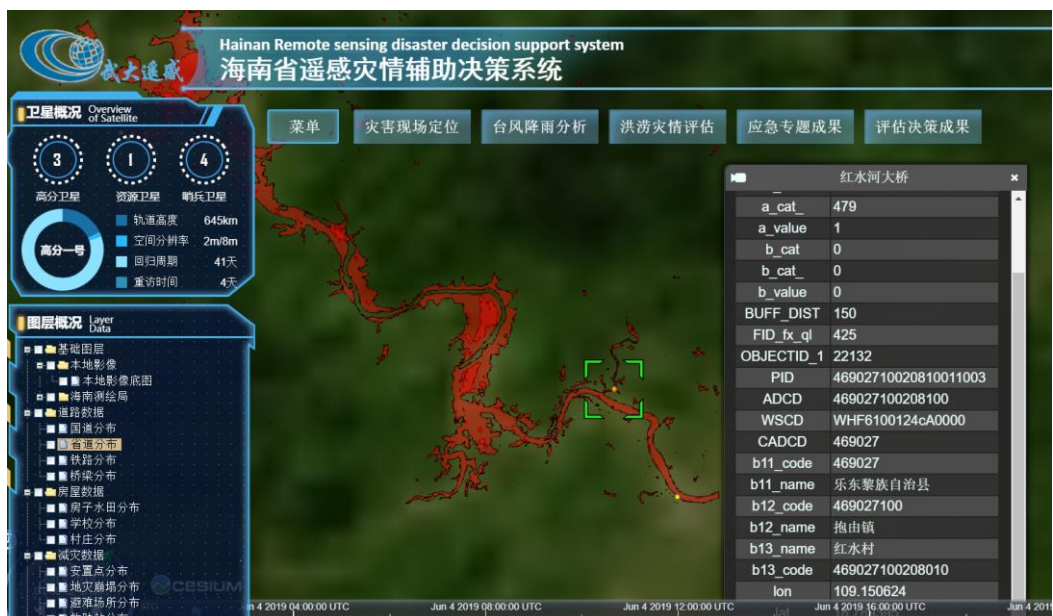 武大遥感
Hainan Remote sensing disaster decision support system
海南省遥感灾情辅助决策系统
菜单
灾害现场定位
台风降雨分析
洪涝灾情评估
应急专题成果
评估决策成果
卫星概况
Overview
of Satellite
3
1
4
高分卫星
资源卫星
哨兵卫星
高分一号
轨道高度 645km
空间分辨率 2m/8m
回归周期 41天
重访时间 4天
图层概况
Layer
Data
基础图层
本地影像
本地影像底图
海南测绘局
道路数据
国道分布
省道分布
铁路分布
桥梁分布
房屋数据
房子水田分布
学校分布
村庄分布
减灾数据
安置点分布
地灾崩塌分布
避难场所分布
红水河大桥 ×
a_cat_ 479
a_value 1
b_cat 0
b_cat_ 0
b_value 0
BUFF_DIST 150
FID_fx_ql 425
OBJECTID_1 22132
PID 46902710020810011003
ADCD 469027100208100
WSCD WHF6100124cA0000
CADCD 469027
b11_code 469027
b11_name 乐东黎族自治县
b12_code 469027100
b12_name 抱由镇
b13_name 红水村
b13_code 469027100208010
lon 109.150624
lat
CESIUM
n 4 2019 04:00:00 UTC
Jun 4 2019 08:00:00 UTC
Jun 4 2019 12:00:00 UTC
Jun 4 2019 16:00:00 UTC
Jun 4 2019